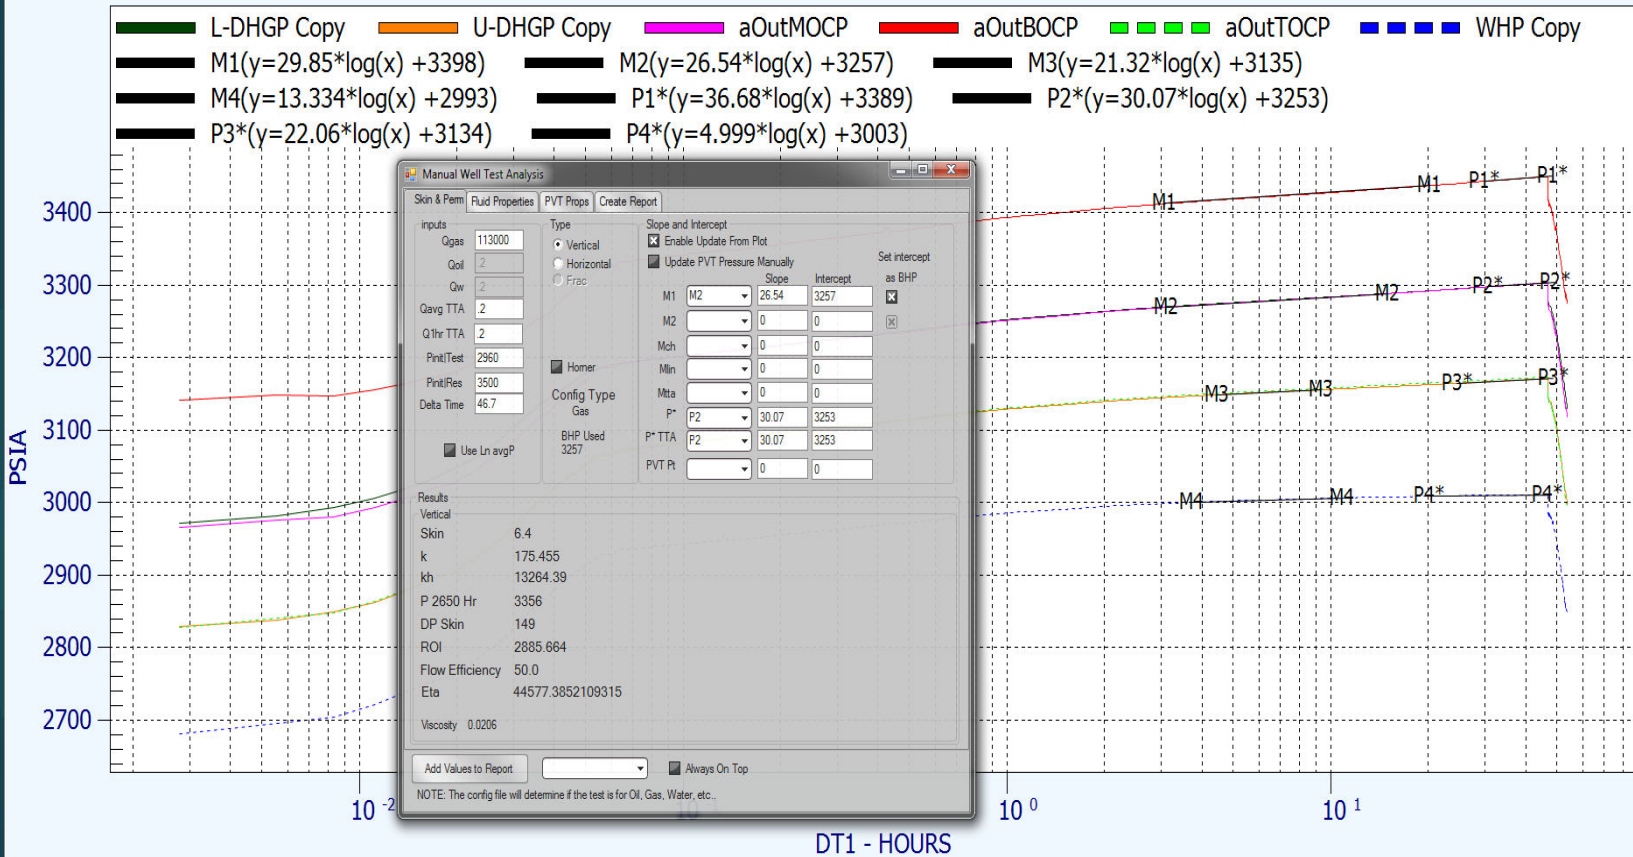 L-DHGP Copy U-DHGP Copy aOutMOCP aOutBOCP aOutTOCP WHP Copy
M1(y=29.85*log(x) +3398) M2(y=26.54*log(x) +3257) M3(y=21.32*log(x) +3135)
M4(y=13.334*log(x) +2993) P1*(y=36.68*log(x) +3389) P2*(y=30.07*log(x) +3253)
P3*(y=22.06*log(x) +3134) P4*(y=4.999*log(x) +3003)
Manual Well Test Analysis
Skin & Perm Fluid Properties PVT Props Create Report
inputs
Qgas 113000
Qoil .2
Qw .2
Qavg TTA .2
Q1hr TTA .2
Pinit|Test 2960
Pinit|Res 3500
Delta Time 46.7
Use Ln avgP
Type
Vertical
Horizontal
Frac
Horner
Config Type
Gas
BHP Used
3257
Slope and Intercept
Enable Update From Plot
Update PVT Pressure Manually
Set intercept
as BHP
Slope Intercept
M1 M2 26.54 3257
M2 0 0
Mch 0 0
Mlin 0 0
Mtta 0 0
P* P2 30.07 3253
P* TTA P2 30.07 3253
PVT Pt 0 0
Results
Vertical
Skin 6.4
k 175.455
kh 13264.39
P 2650 Hr 3356
DP Skin 149
ROI 2885.664
Flow Efficiency 50.0
Eta 44577.3852109315
Viscosity 0.0206
Add Values to Report Always On Top
NOTE: The config file will determine if the test is for Oil, Gas, Water, etc..
PSIA
3400
3300
3200
3100
3000
2900
2800
2700
M1 M1 P1* P1*
M2 M2 P2* P2*
M3 M3 P3* P3*
M4 M4 P4* P4*
10 -2 10 -1 10 0 10 1
DT1 - HOURS